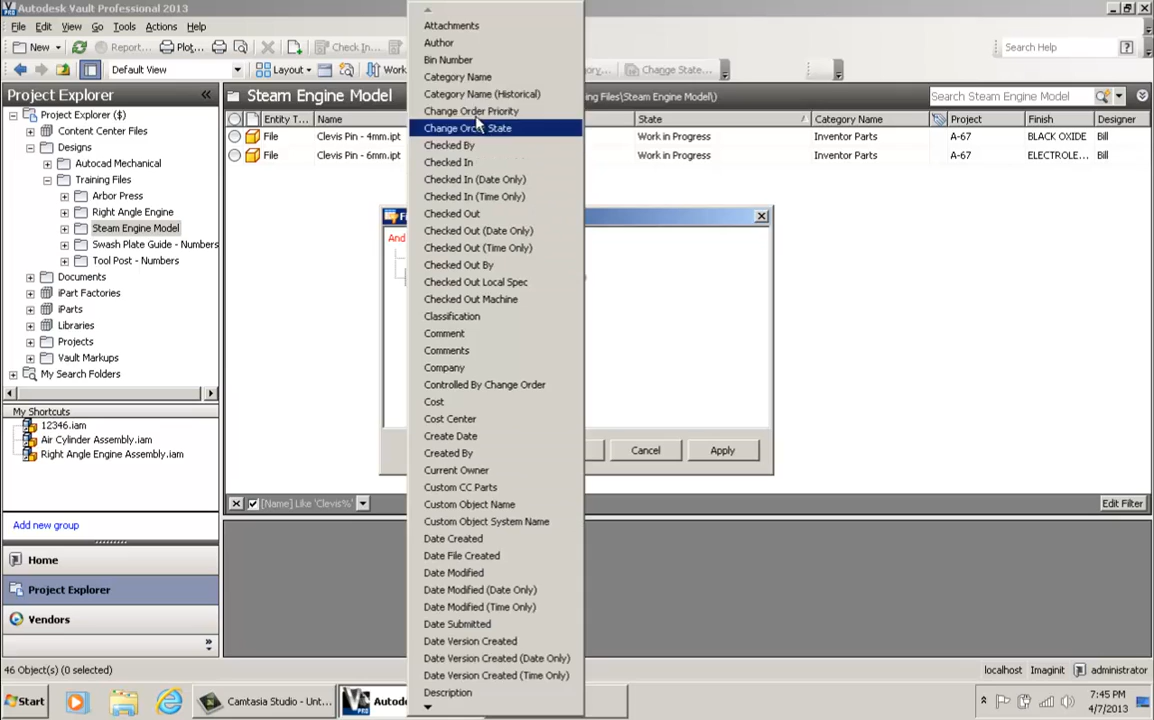 Autodesk Vault Professional 2013
File Edit View Go Tools Actions Help
New Report... Plot... Check In... Change State... Search Help
Default View Layout Work
Project Explorer
Project Explorer ($)
Content Center Files
Designs
Autocad Mechanical
Training Files
Arbor Press
Right Angle Engine
Steam Engine Model
Swash Plate Guide - Numbers
Tool Post - Numbers
Documents
iPart Factories
iParts
Libraries
Projects
Vault Markups
My Search Folders
My Shortcuts
12346.iam
Air Cylinder Assembly.iam
Right Angle Engine Assembly.iam
Add new group
Home
Project Explorer
Vendors
Steam Engine Model
ing Files\Steam Engine Model\)
Search Steam Engine Model
Entity T... Name State Category Name Project Finish Designer
File Clevis Pin - 4mm.ipt Work in Progress Inventor Parts A-67 BLACK OXIDE Bill
File Clevis Pin - 6mm.ipt Work in Progress Inventor Parts A-67 ELECTROLE... Bill
And
Cancel Apply
Attachments
Author
Bin Number
Category Name
Category Name (Historical)
Change Order Priority
Change Order State
Checked By
Checked In
Checked In (Date Only)
Checked In (Time Only)
Checked Out
Checked Out (Date Only)
Checked Out (Time Only)
Checked Out By
Checked Out Local Spec
Checked Out Machine
Classification
Comment
Comments
Company
Controlled By Change Order
Cost
Cost Center
Create Date
Created By
Current Owner
Custom CC Parts
Custom Object Name
Custom Object System Name
Date Created
Date File Created
Date Modified
Date Modified (Date Only)
Date Modified (Time Only)
Date Submitted
Date Version Created
Date Version Created (Date Only)
Date Version Created (Time Only)
Description
[Name] Like 'Clevis%' Edit Filter
46 Object(s) (0 selected) localhost Imaginit administrator
Start Camtasia Studio - Unt... Autod
7:45 PM
4/7/2013